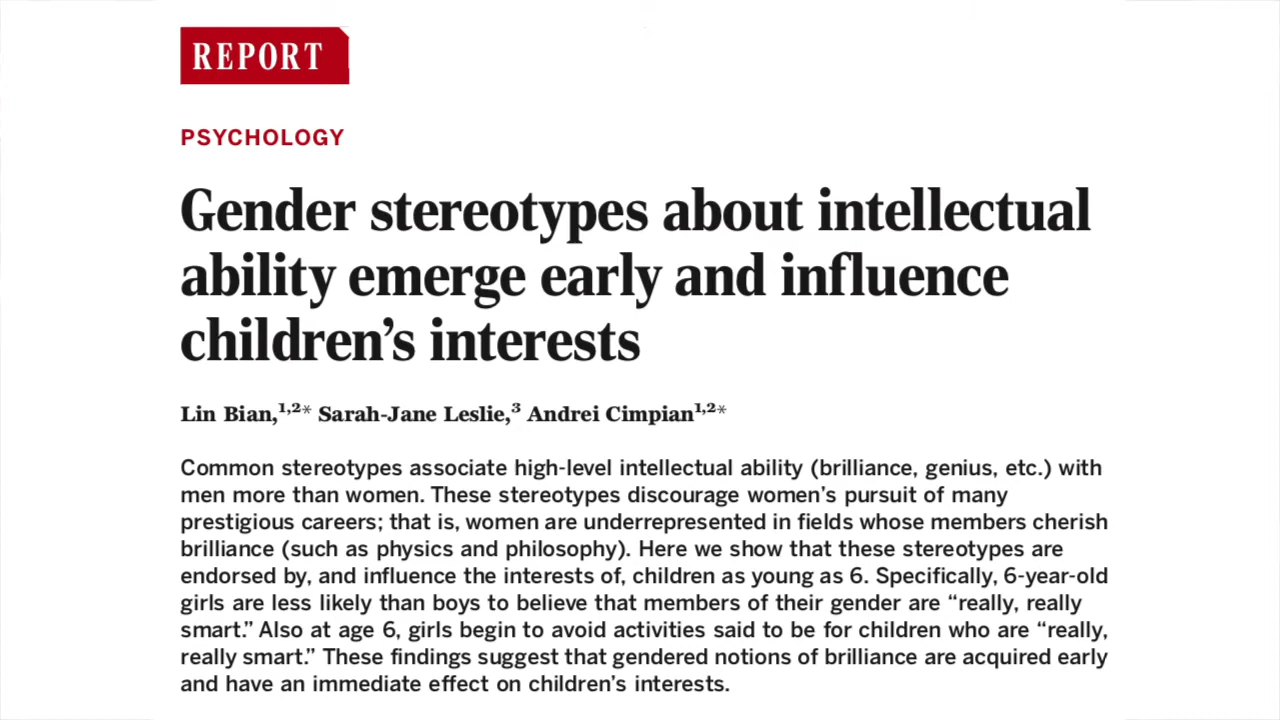 REPORT
PSYCHOLOGY
Gender stereotypes about intellectual
ability emerge early and influence
children’s interests
Lin Bian,1,2* Sarah-Jane Leslie,3 Andrei Cimpian1,2*
Common stereotypes associate high-level intellectual ability (brilliance, genius, etc.) with
men more than women. These stereotypes discourage women’s pursuit of many
prestigious careers; that is, women are underrepresented in fields whose members cherish
brilliance (such as physics and philosophy). Here we show that these stereotypes are
endorsed by, and influence the interests of, children as young as 6. Specifically, 6-year-old
girls are less likely than boys to believe that members of their gender are “really, really
smart.” Also at age 6, girls begin to avoid activities said to be for children who are “really,
really smart.” These findings suggest that gendered notions of brilliance are acquired early
and have an immediate effect on children’s interests.